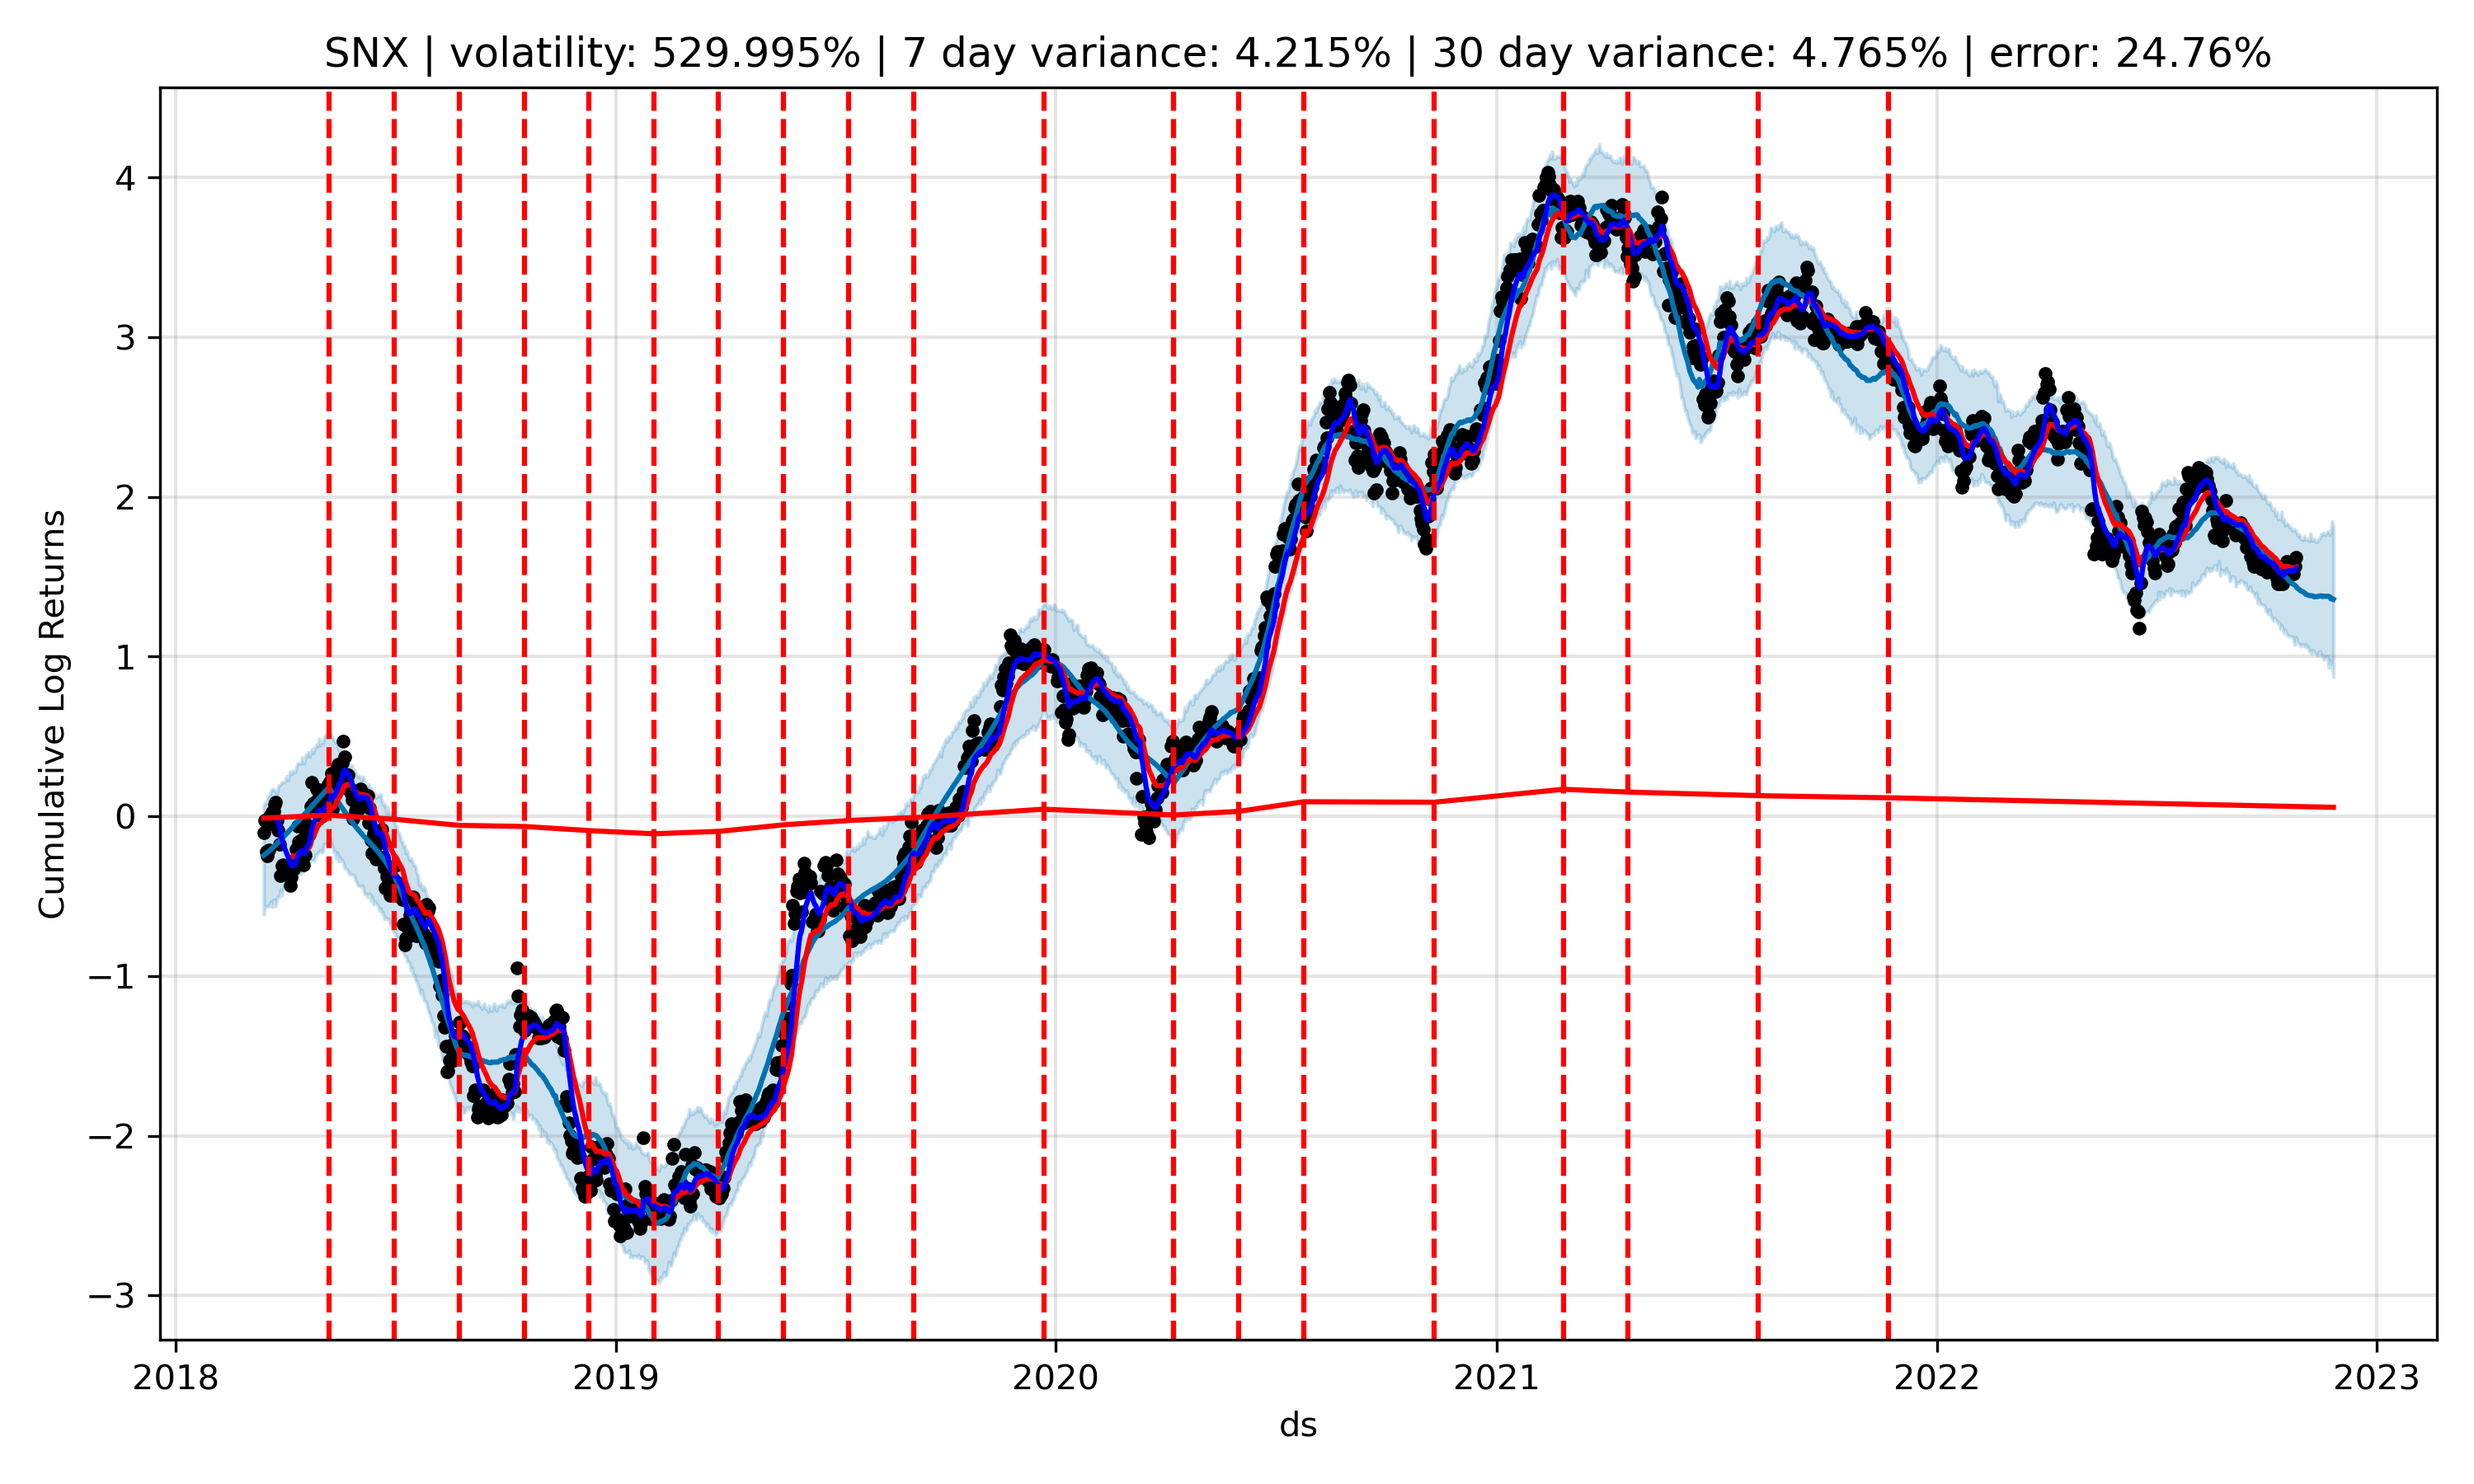 SNX | volatility: 529.995% | 7 day variance: 4.215% | 30 day variance: 4.765% | error: 24.76%
Cumulative Log Returns
4
3
2
1
0
−1
−2
−3
2018 2019 2020 2021 2022 2023
ds